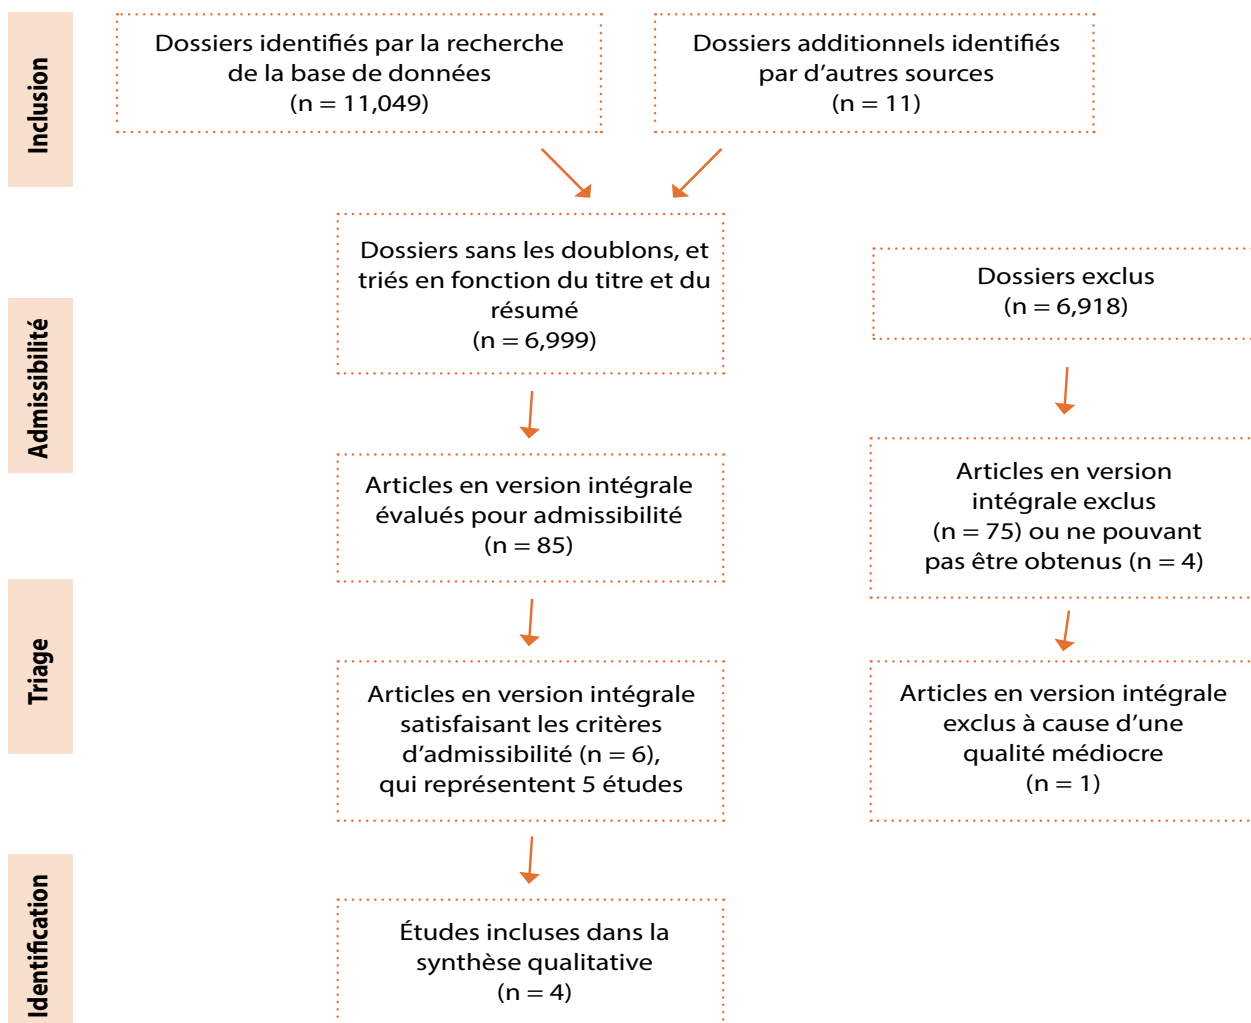 Inclusion
Dossiers identifiés par la recherche
de la base de données
(n = 11,049)
Dossiers additionnels identifiés
par d'autres sources
(n = 11)
Admissibilité
Dossiers sans les doublons, et
triés en fonction du titre et du
résumé
(n = 6,999)
Dossiers exclus
(n = 6,918)
Articles en version intégrale
évalués pour admissibilité
(n = 85)
Articles en version
intégrale exclus
(n = 75) ou ne pouvant
pas être obtenus (n = 4)
Triage
Articles en version intégrale
satisfaisant les critères
d'admissibilité (n = 6),
qui représentent 5 études
Articles en version intégrale
exclus à cause d'une
qualité médiocre
(n = 1)
Identification
Études incluses dans la
synthèse qualitative
(n = 4)